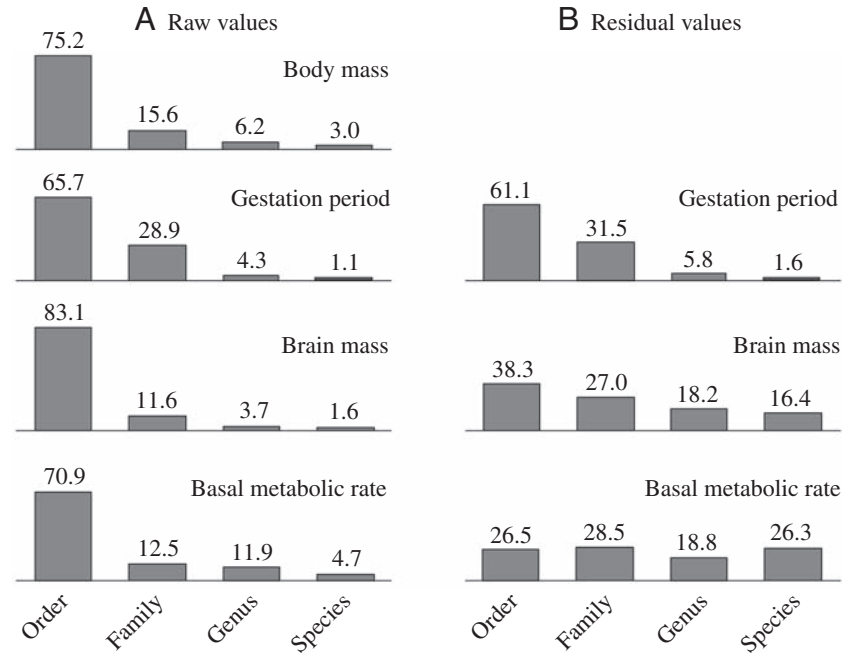 A Raw values
75.2
Body mass
15.6
6.2
3.0
65.7
Gestation period
28.9
4.3
1.1
83.1
Brain mass
11.6
3.7
1.6
70.9
Basal metabolic rate
12.5
11.9
4.7
Order
Family
Genus
Species
B Residual values
61.1
Gestation period
31.5
5.8
1.6
Brain mass
38.3
27.0
18.2
16.4
Basal metabolic rate
26.5
28.5
18.8
26.3
Order
Family
Genus
Species